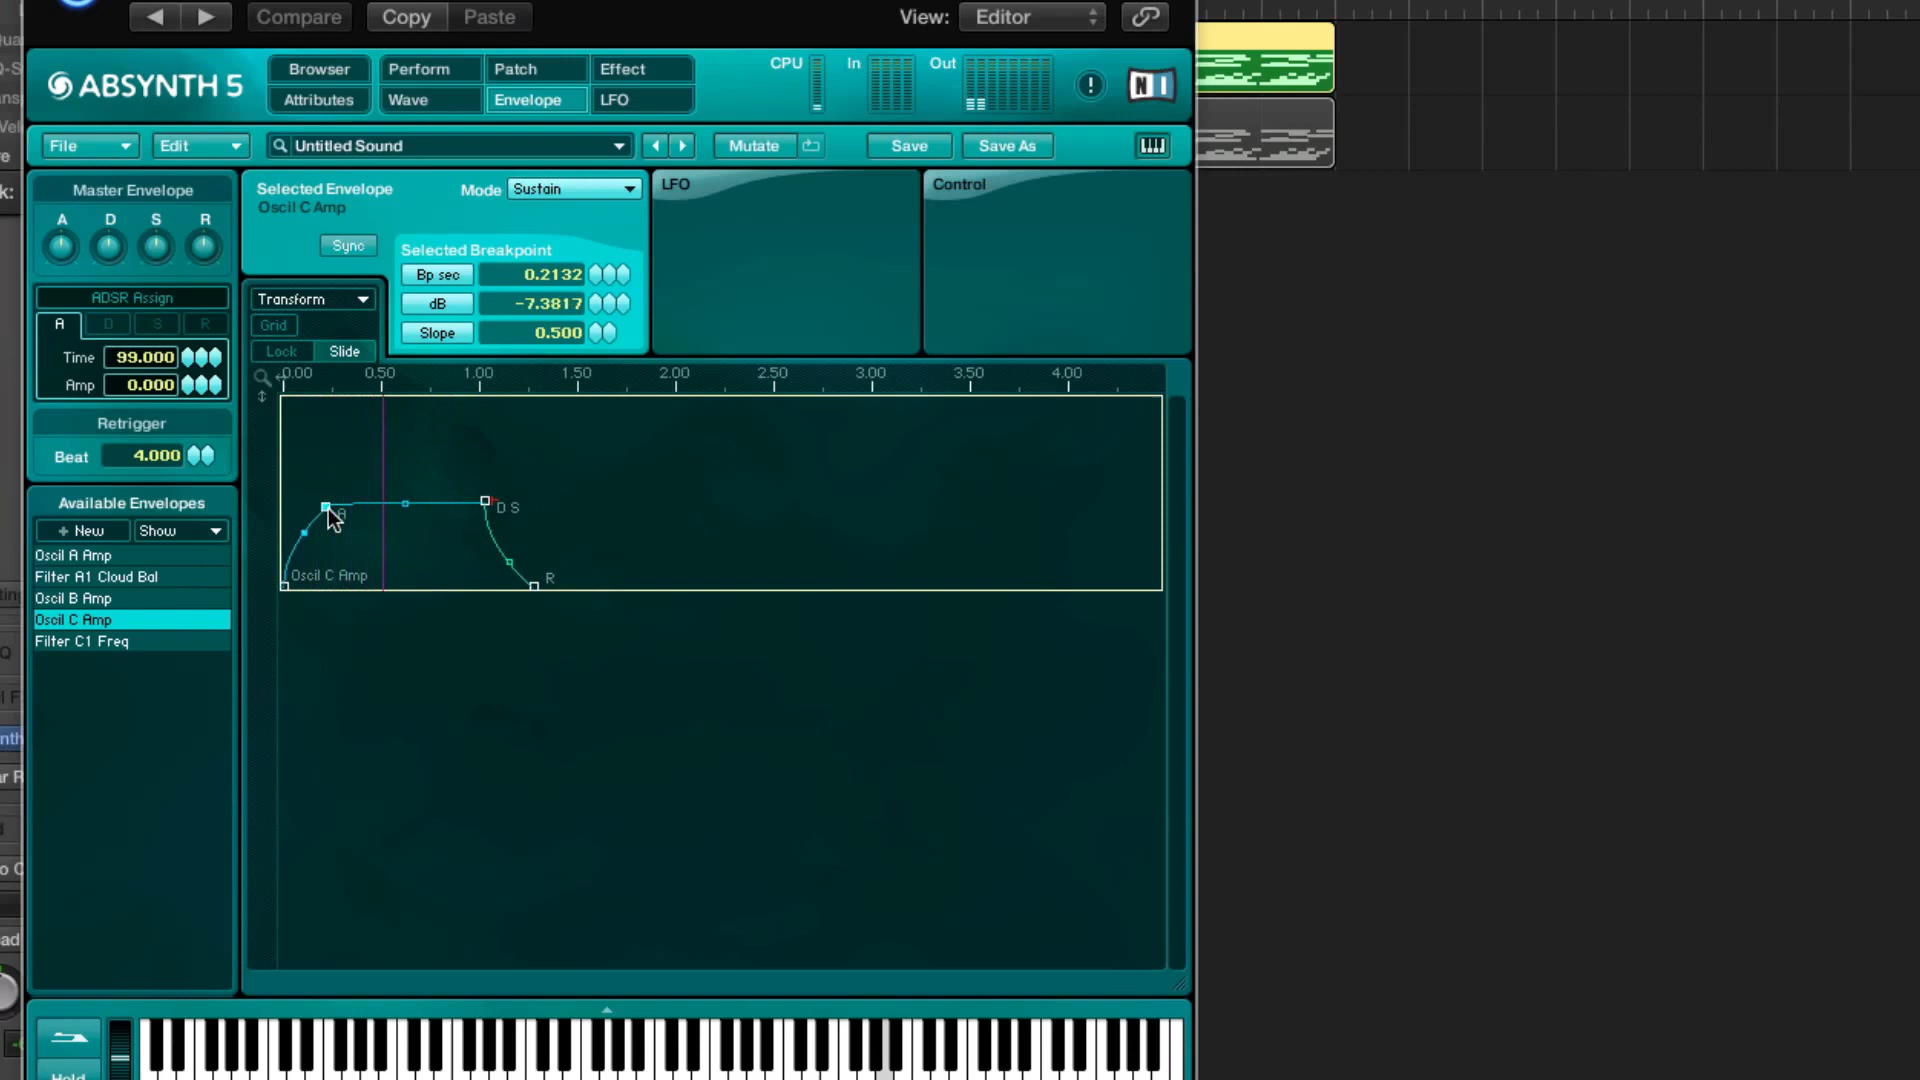 Compare
Copy
Paste
View:
Editor
ABSYNTH 5
Browser
Perform
Patch
Effect
Attributes
Wave
Envelope
LFO
CPU
In
Out
!
NI
File
Edit
Untitled Sound
Mutate
Save
Save As
Master Envelope
A D S R
ADSR Assign
A D S R
Time 99.000
Amp 0.000
Retrigger
Beat 4.000
Available Envelopes
+ New
Show
Oscil A Amp
Filter A1 Cloud Bal
Oscil B Amp
Oscil C Amp
Filter C1 Freq
Selected Envelope
Oscil C Amp
Mode Sustain
Sync
Selected Breakpoint
Bp sec 0.2132
dB -7.3817
Slope 0.500
Transform
Grid
Lock Slide
LFO
Control
0.00 0.50 1.00 1.50 2.00 2.50 3.00 3.50 4.00
A
D S
Oscil C Amp
R
Hold